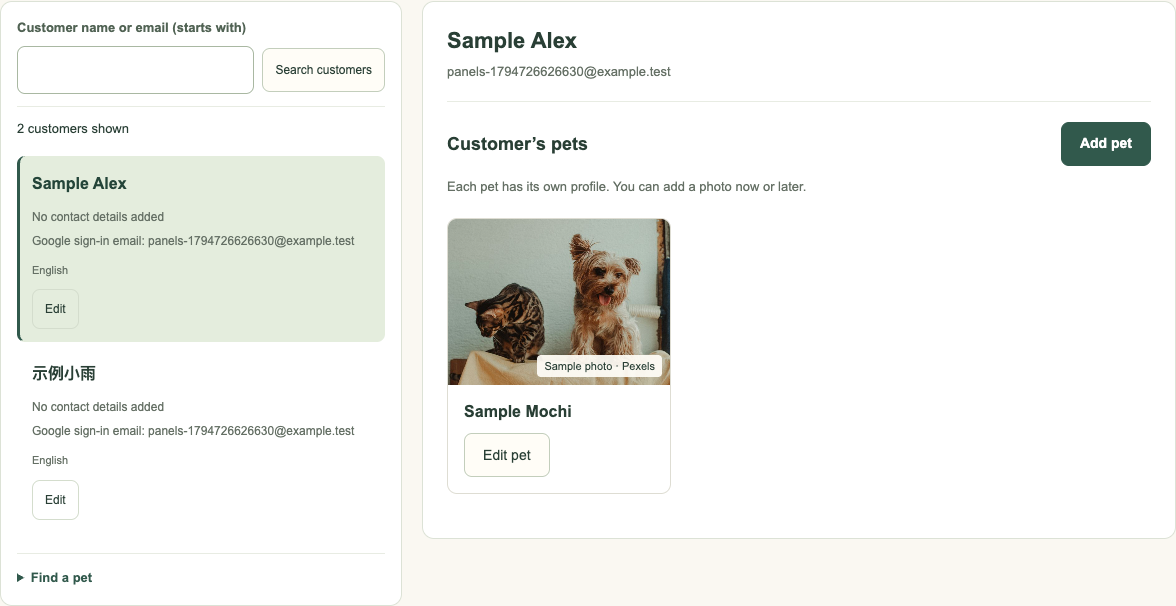 Customer name or email (starts with)
Search customers
2 customers shown
Sample Alex
No contact details added
Google sign-in email: panels-1794726626630@example.test
English
Edit
示例小雨
No contact details added
Google sign-in email: panels-1794726626630@example.test
English
Edit
Find a pet
Sample Alex
panels-1794726626630@example.test
Customer’s pets
Add pet
Each pet has its own profile. You can add a photo now or later.
Sample photo · Pexels
Sample Mochi
Edit pet